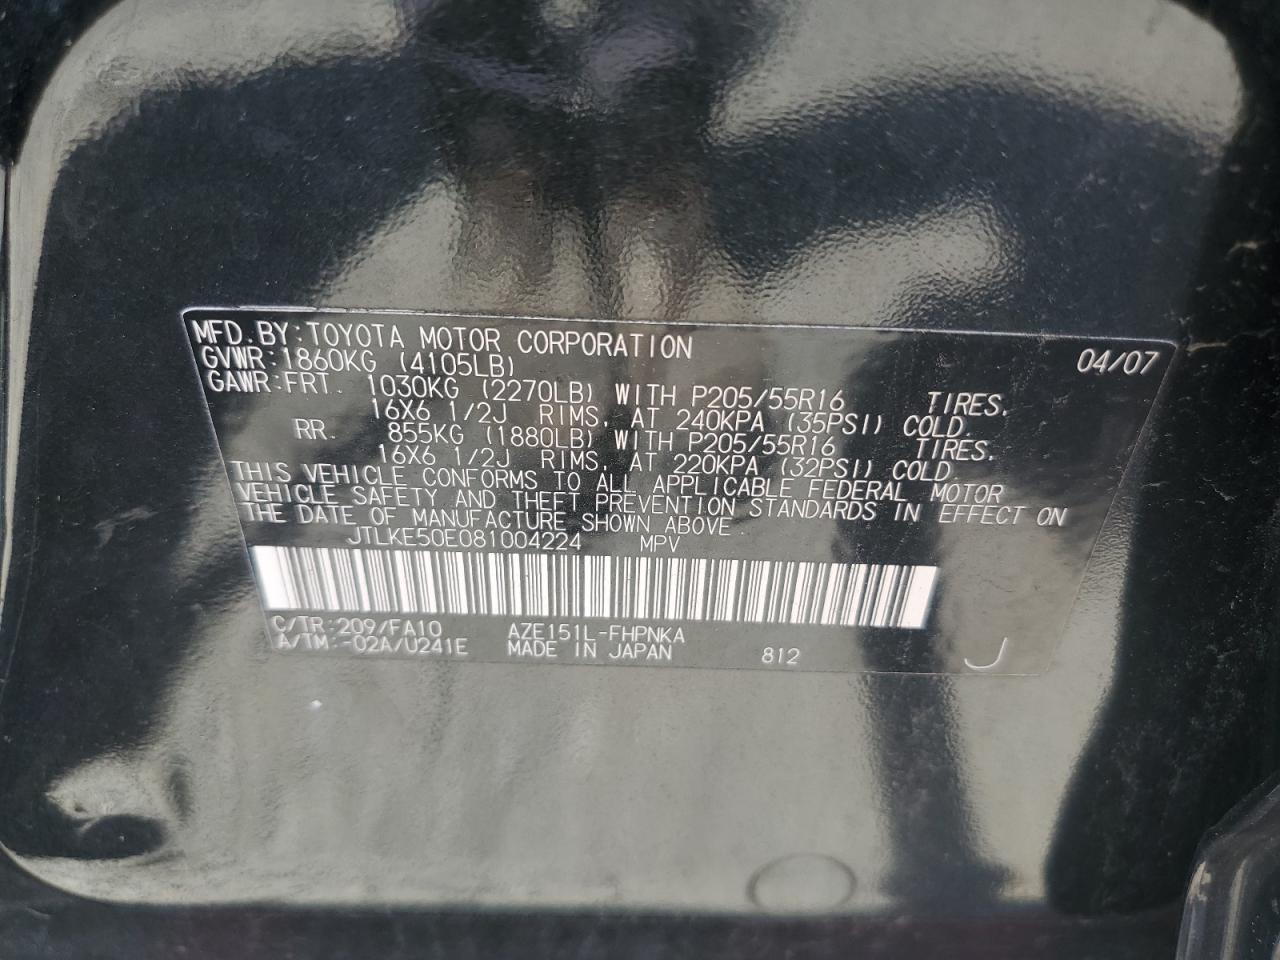 MFD.BY:TOYOTA MOTOR CORPORATION 04/07
GVWR:1860KG (4105LB)
GAWR:FRT. 1030KG (2270LB) WITH P205/55R16 TIRES,
16X6 1/2J RIMS, AT 240KPA (35PSI) COLD.
RR. 855KG (1880LB) WITH P205/55R16 TIRES,
16X6 1/2J RIMS, AT 220KPA (32PSI) COLD.
THIS VEHICLE CONFORMS TO ALL APPLICABLE FEDERAL MOTOR
VEHICLE SAFETY AND THEFT PREVENTION STANDARDS IN EFFECT ON
THE DATE OF MANUFACTURE SHOWN ABOVE.
JTLKE50E081004224 MPV
C/TR:209/FA10 AZE151L-FHPNKA
A/TM:-02A/U241E MADE IN JAPAN 812 J